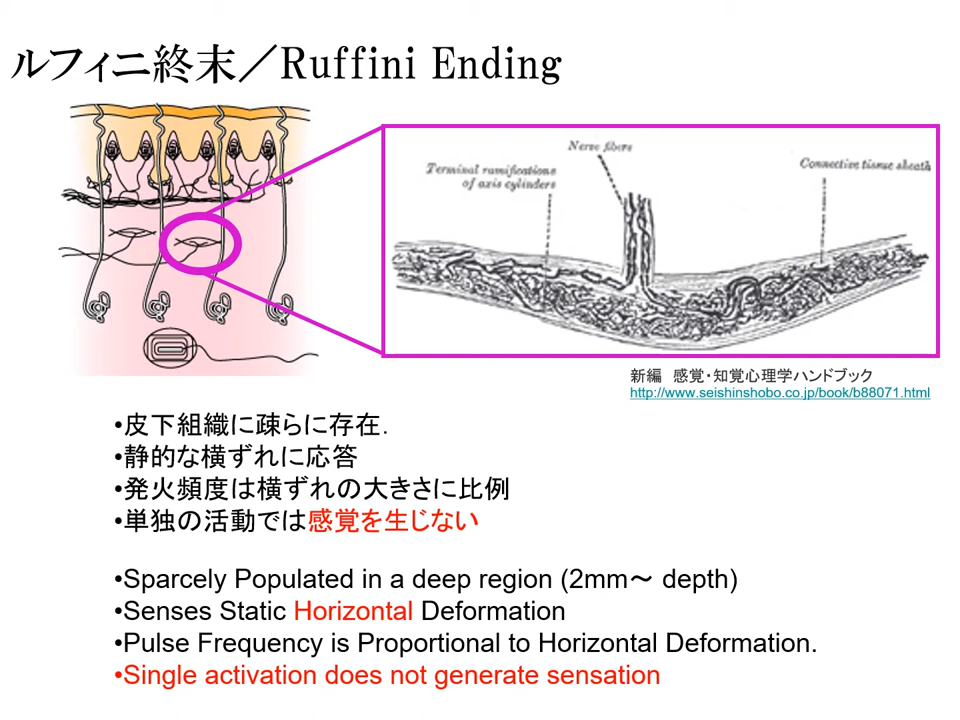 ルフィニ終末／Ruffini Ending
Nerve fibers
Terminal ramifications
of axis cylinders
Connective tissue sheath
新編　感覚・知覚心理学ハンドブック
http://www.seishinshobo.co.jp/book/b88071.html
•皮下組織に疎らに存在.
•静的な横ずれに応答
•発火頻度は横ずれの大きさに比例
•単独の活動では感覚を生じない
•Sparcely Populated in a deep region (2mm～ depth)
•Senses Static Horizontal Deformation
•Pulse Frequency is Proportional to Horizontal Deformation.
•Single activation does not generate sensation